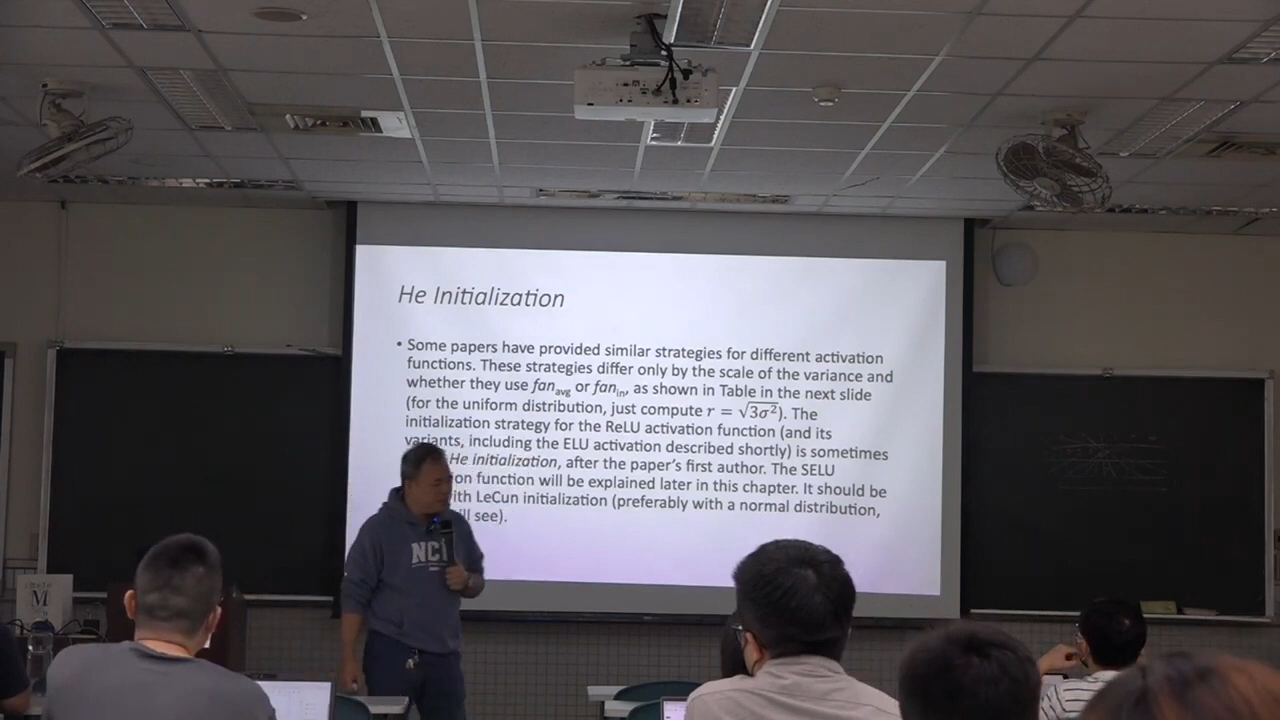 He Initialization
• Some papers have provided similar strategies for different activation
functions. These strategies differ only by the scale of the variance and
whether they use fan_avg or fan_in, as shown in Table in the next slide
(for the uniform distribution, just compute r = √3σ²). The
initialization strategy for the ReLU activation function (and its
variants, including the ELU activation described shortly) is sometimes
He initialization, after the paper's first author. The SELU
on function will be explained later in this chapter. It should be
ith LeCun initialization (preferably with a normal distribution,
ll see).
NC
M